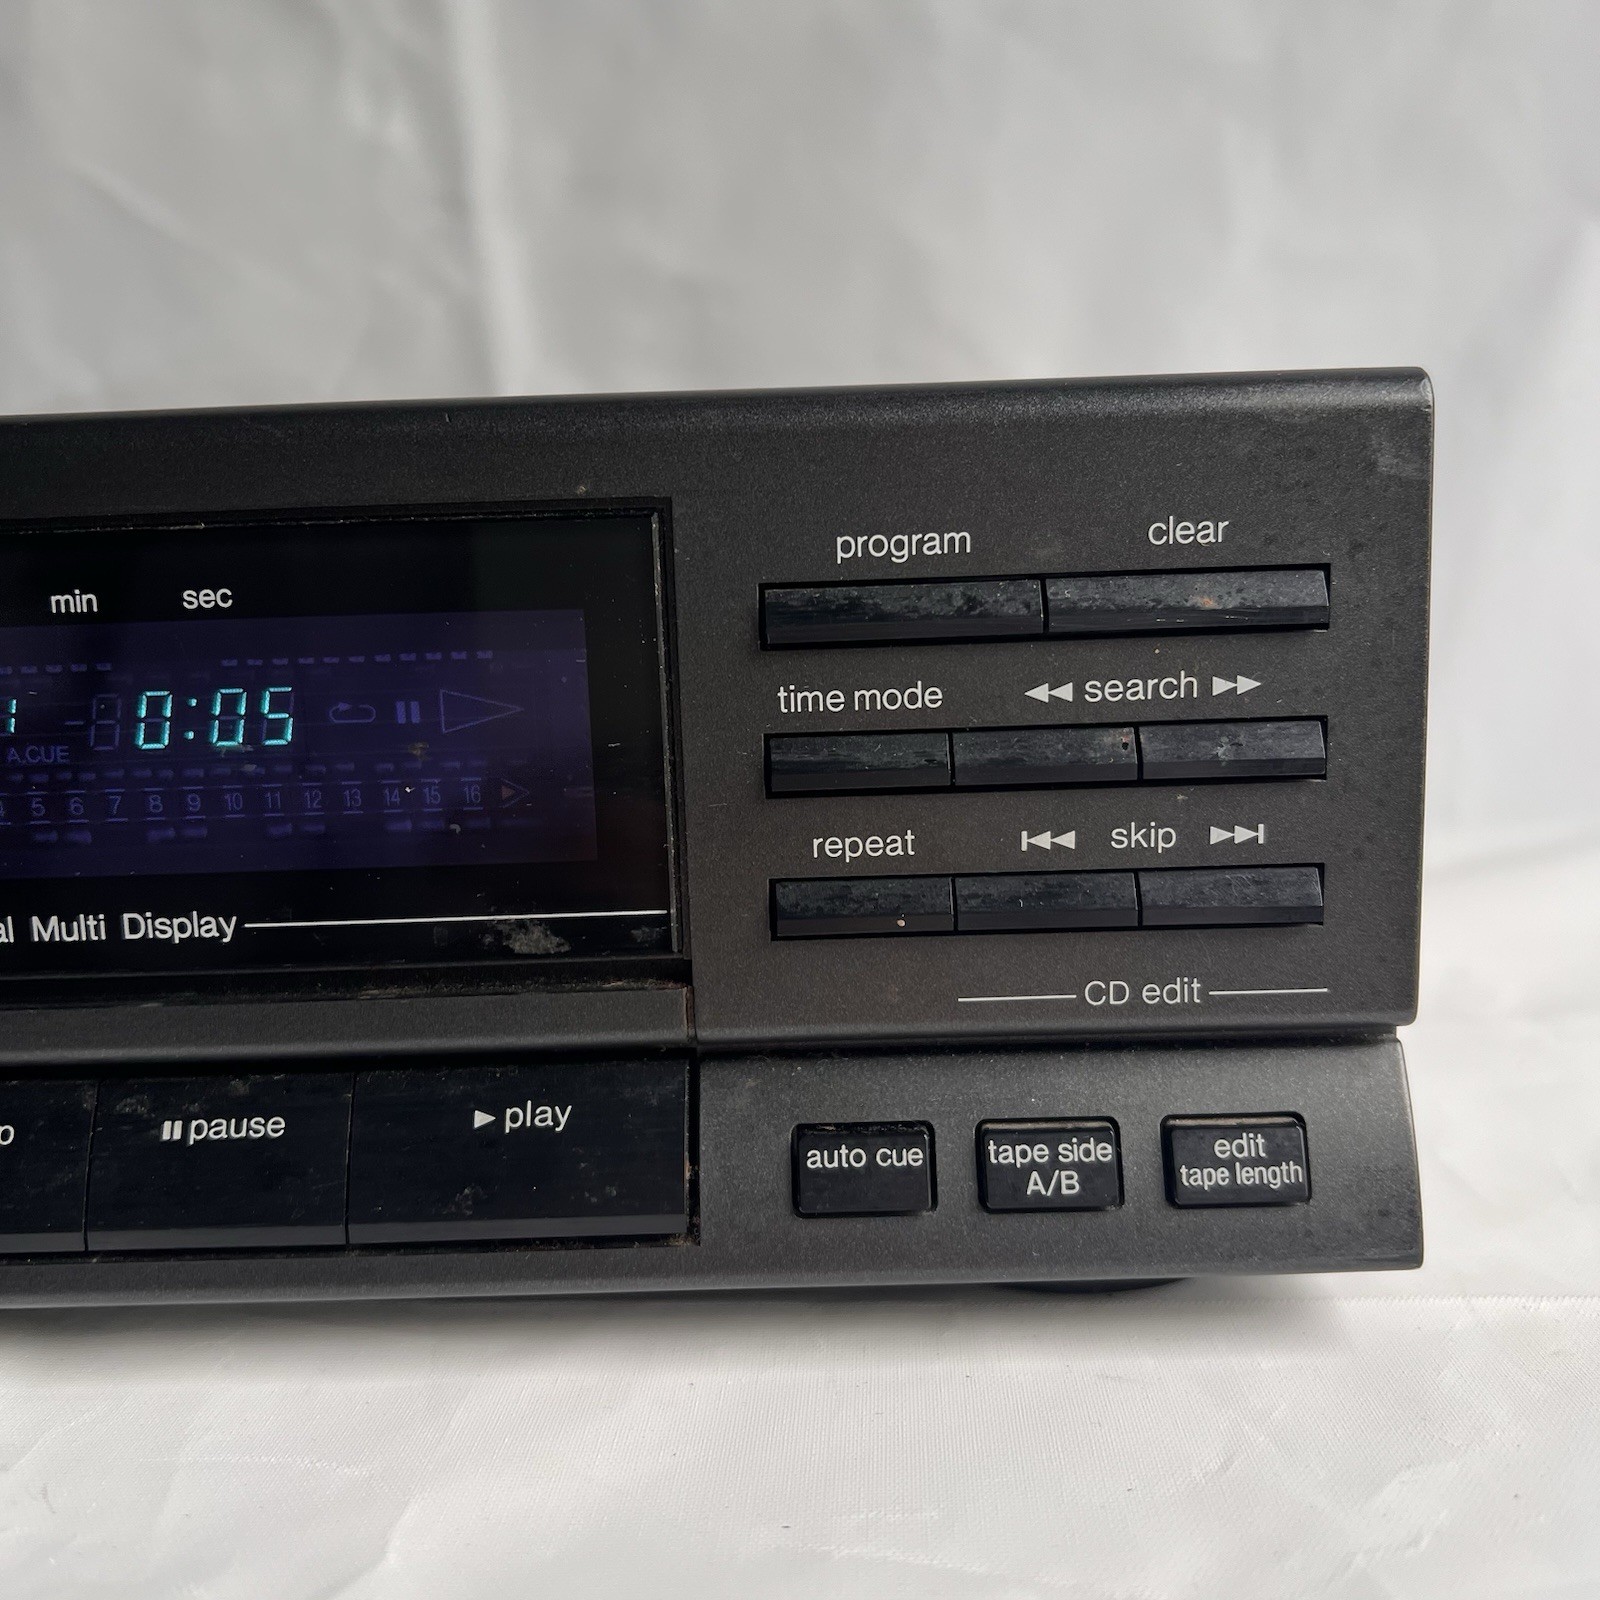 program
clear
min sec
time mode
◀◀ search ▶▶
0:05
A.CUE
5 6 7 8 9 10 11 12 13 14 15 16
repeat
skip
Multi Display
CD edit
pause
play
auto cue
tape side
A/B
edit
tape length